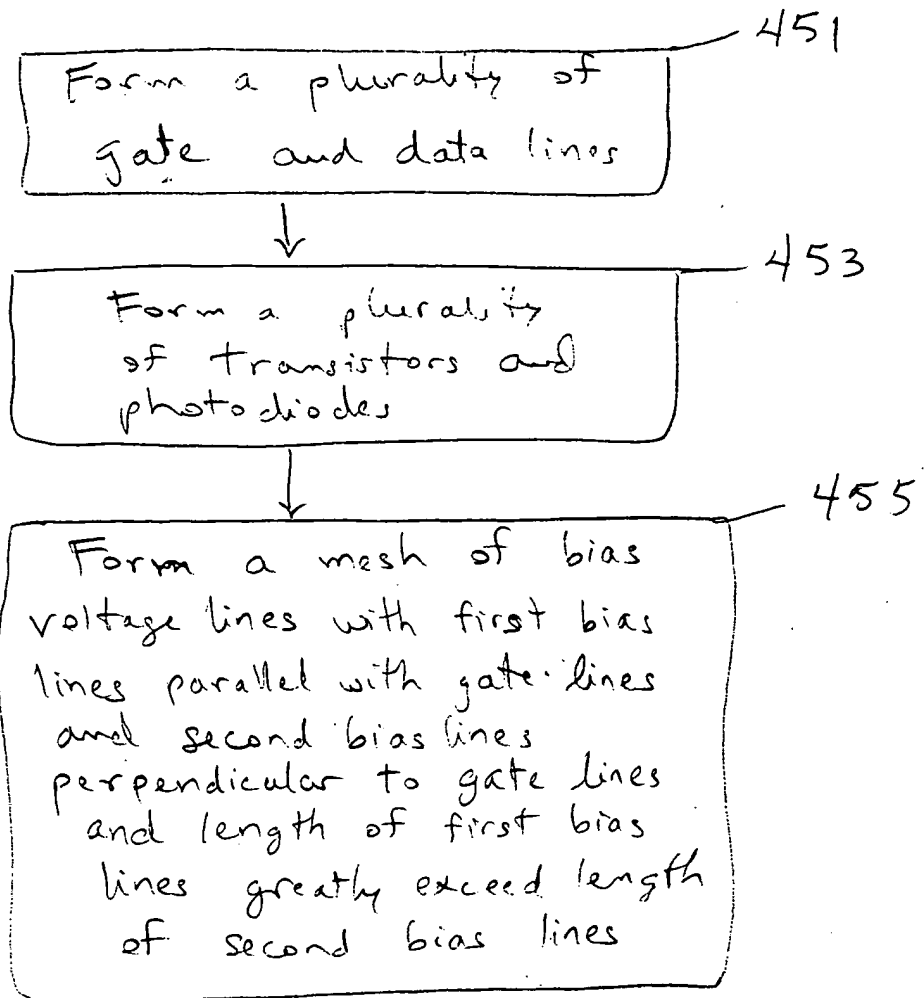 451
Form a plurality of
gate and data lines
453
Form a plurality
of transistors and
photodiodes
455
Form a mesh of bias
voltage lines with first bias
lines parallel with gate lines
and second bias lines
perpendicular to gate lines
and length of first bias
lines greatly exceed length
of second bias lines